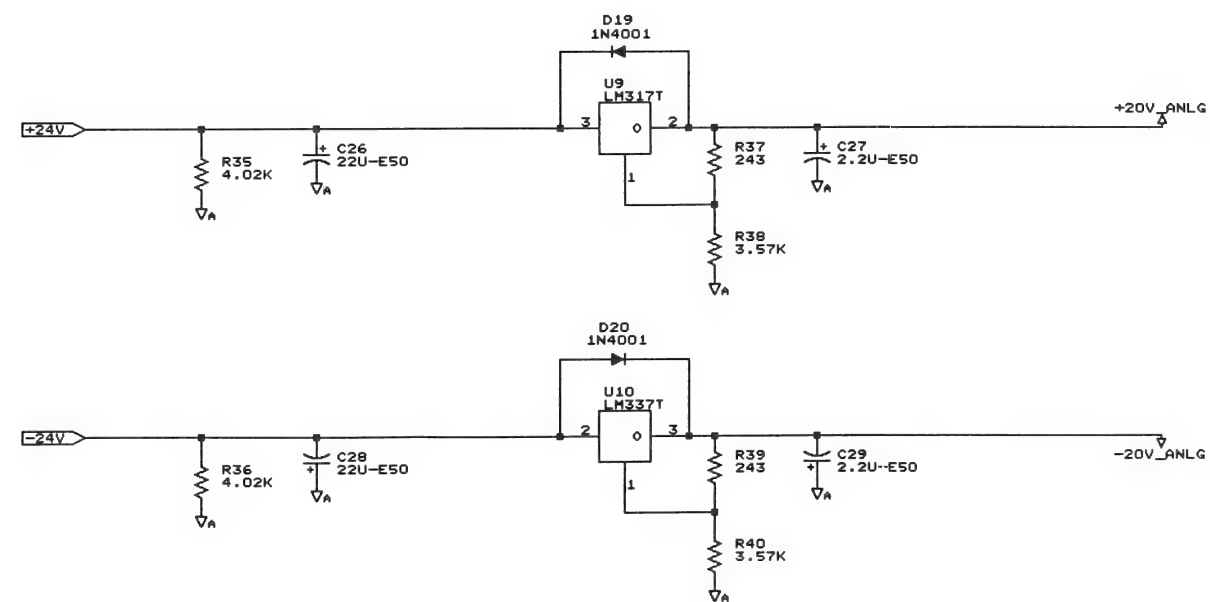 D19
1N4001
U9
LM317T
+24V
3
O
2
1
+20V_ANLG
R35
4.02K
A
+
C26
22U-E50
A
R37
243
+
C27
2.2U-E50
A
R38
3.57K
A
D20
1N4001
U10
LM337T
-24V
2
O
3
1
-20V_ANLG
R36
4.02K
A
+
C28
22U-E50
A
R39
243
+
C29
2.2U-E50
A
R40
3.57K
A